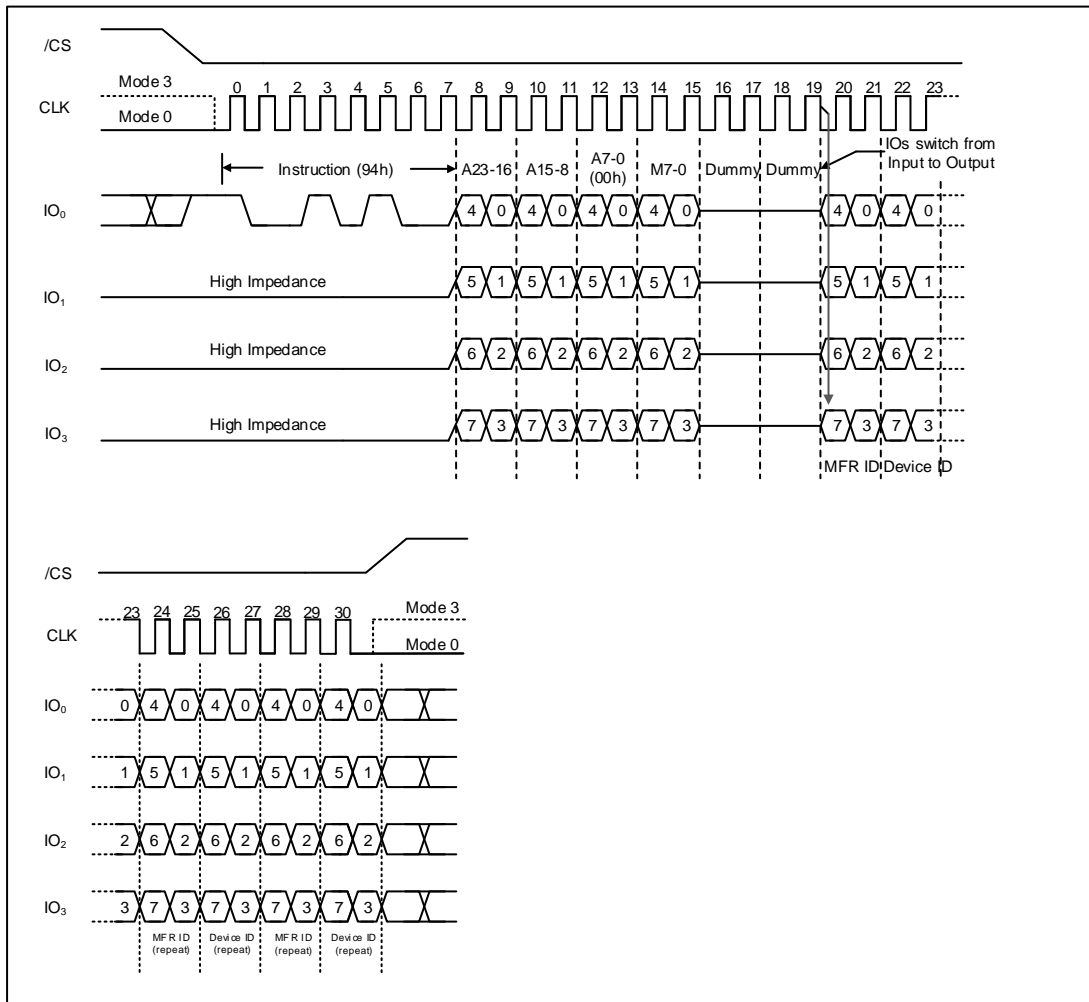 /CS
Mode 3
0 1 2 3 4 5 6 7 8 9 10 11 12 13 14 15 16 17 18 19 20 21 22 23
CLK
Mode 0
IOs switch from
Input to Output
Instruction (94h) A23-16 A15-8 A7-0 (00h) M7-0 Dummy Dummy
IO₀ 4 0 4 0 4 0 4 0 4 0 4 0
High Impedance
IO₁ 5 1 5 1 5 1 5 1 5 1 5 1
High Impedance
IO₂ 6 2 6 2 6 2 6 2 6 2 6 2
High Impedance
IO₃ 7 3 7 3 7 3 7 3 7 3 7 3
MFR ID Device ID
/CS
23 24 25 26 27 28 29 30 Mode 3
CLK
Mode 0
IO₀ 0 4 0 4 0 4 0 4 0
IO₁ 1 5 1 5 1 5 1 5 1
IO₂ 2 6 2 6 2 6 2 6 2
IO₃ 3 7 3 7 3 7 3 7 3
MFR ID Device ID MFR ID Device ID
(repeat) (repeat) (repeat) (repeat)